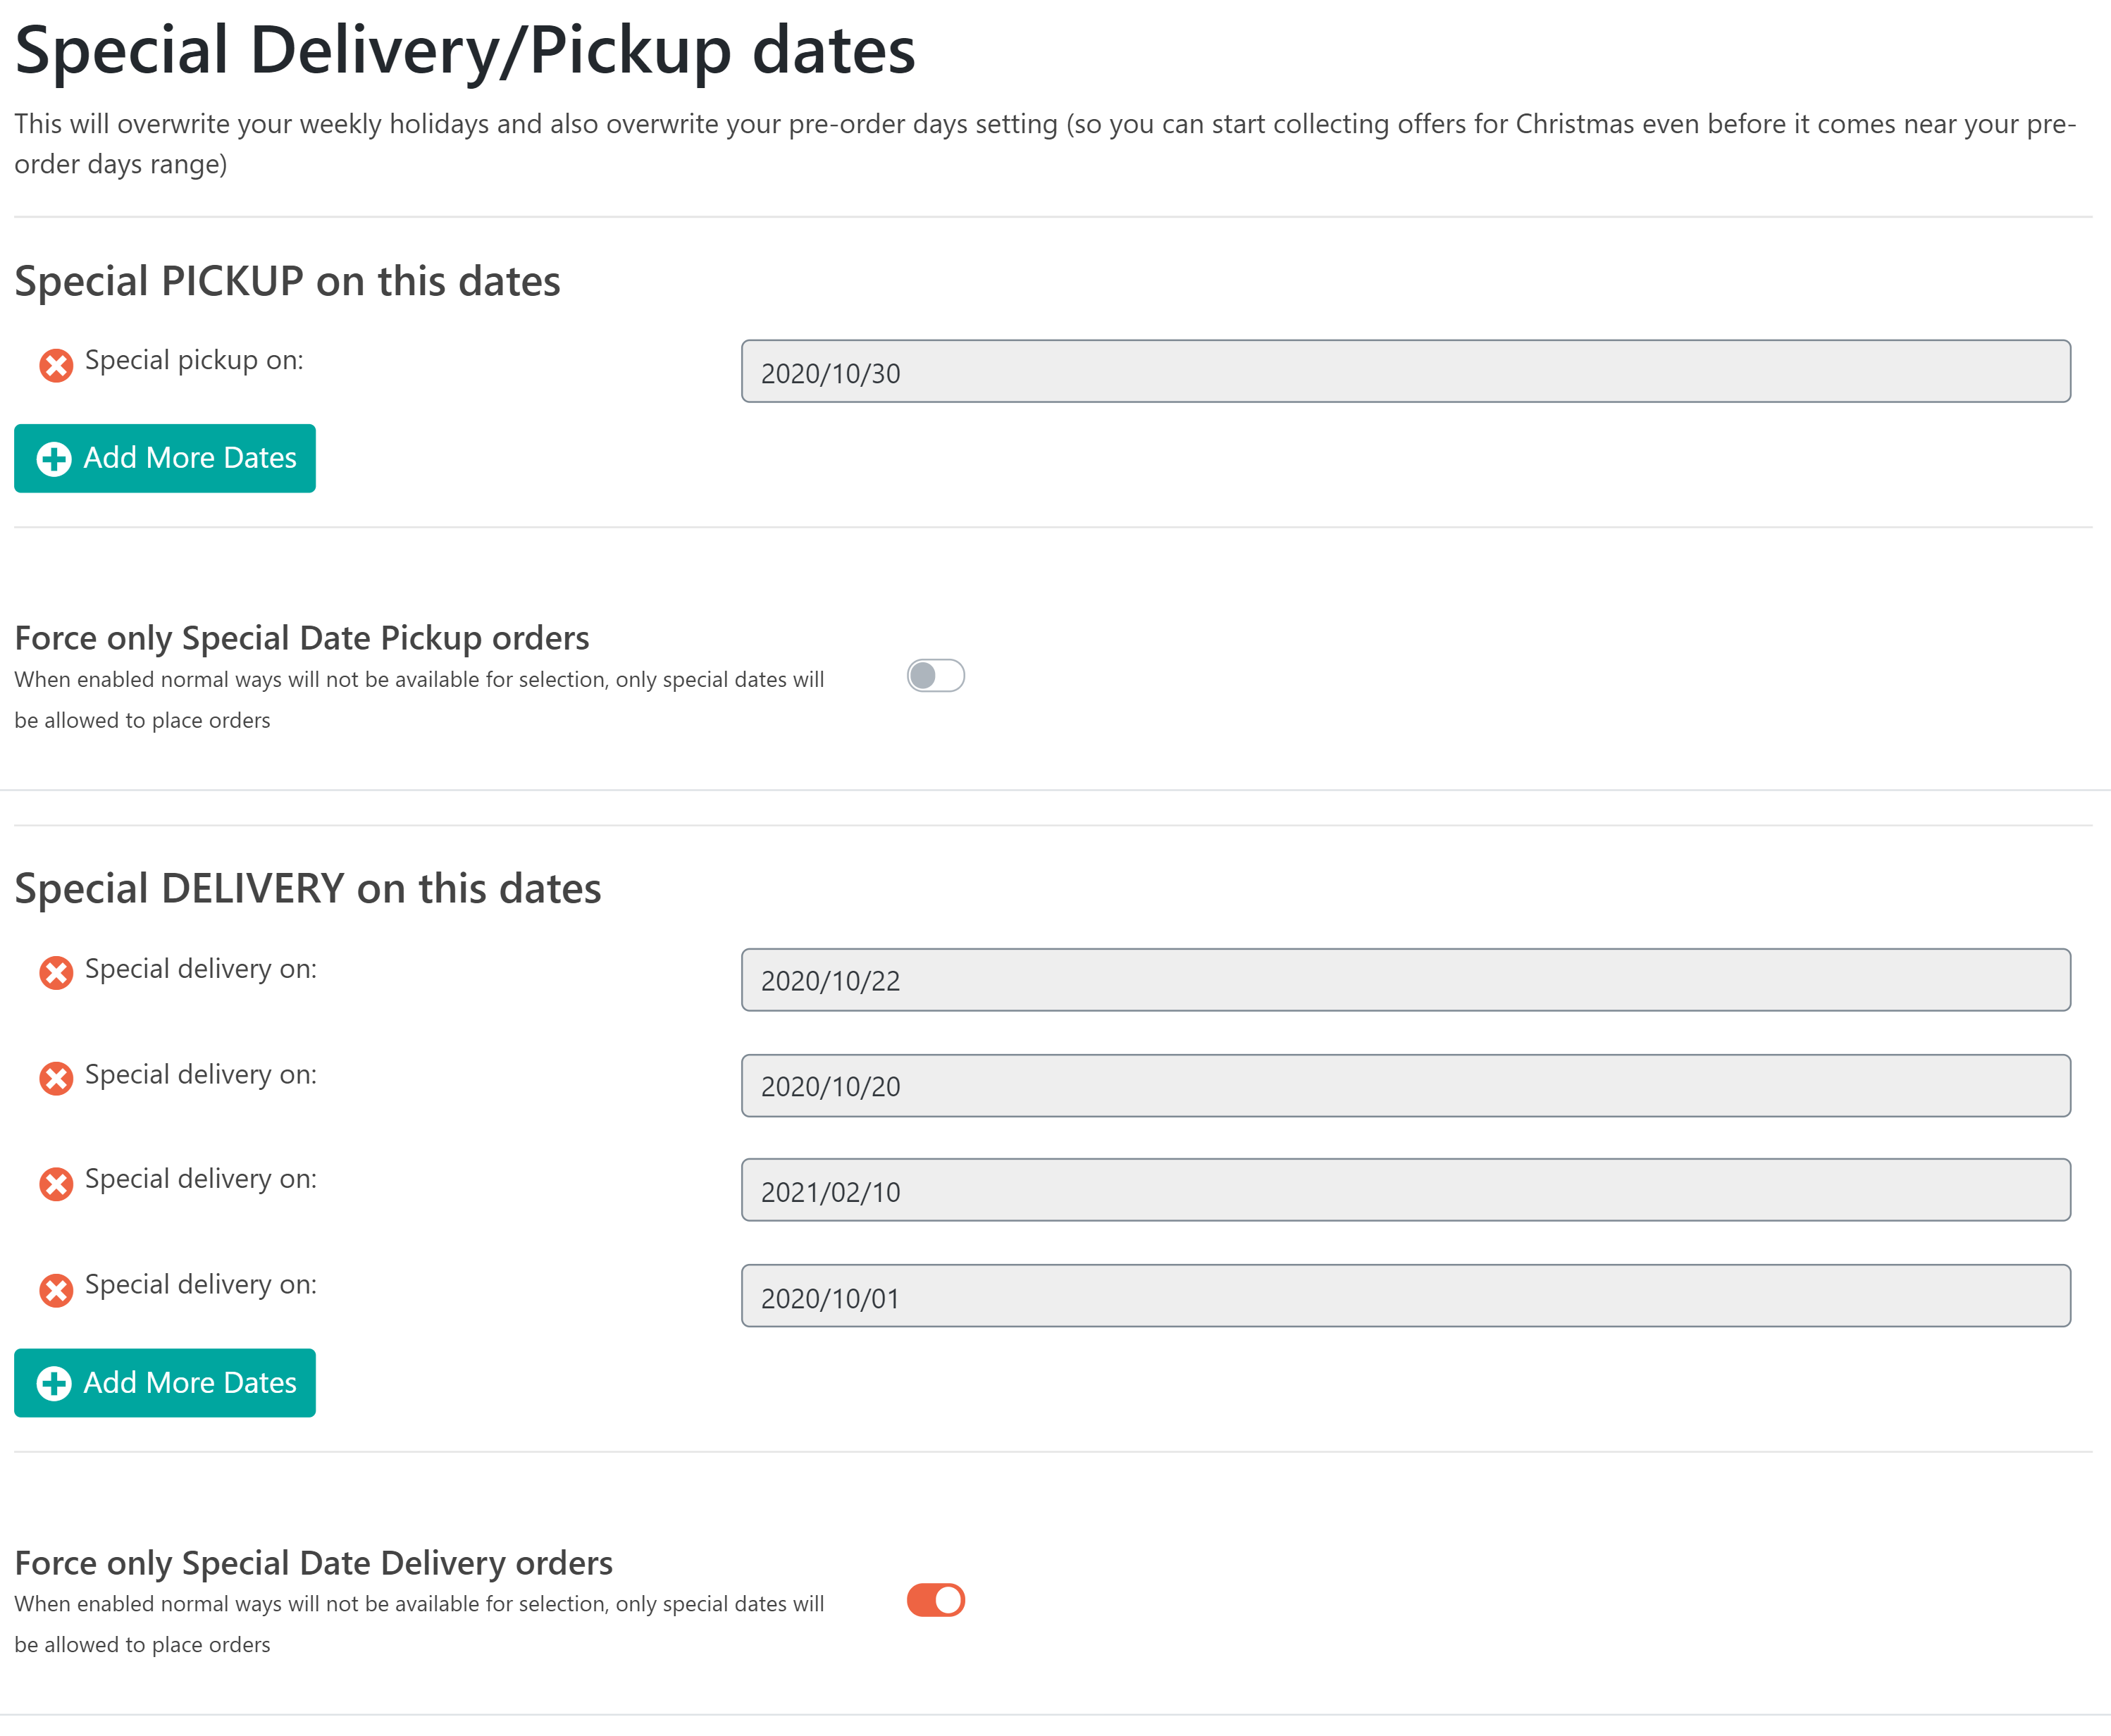 Special Delivery/Pickup dates
This will overwrite your weekly holidays and also overwrite your pre-order days setting (so you can start collecting offers for Christmas even before it comes near your pre-
order days range)
Special PICKUP on this dates
Special pickup on:
2020/10/30
Add More Dates
Force only Special Date Pickup orders
When enabled normal ways will not be available for selection, only special dates will
be allowed to place orders
Special DELIVERY on this dates
Special delivery on:
2020/10/22
Special delivery on:
2020/10/20
Special delivery on:
2021/02/10
Special delivery on:
2020/10/01
Add More Dates
Force only Special Date Delivery orders
When enabled normal ways will not be available for selection, only special dates will
be allowed to place orders